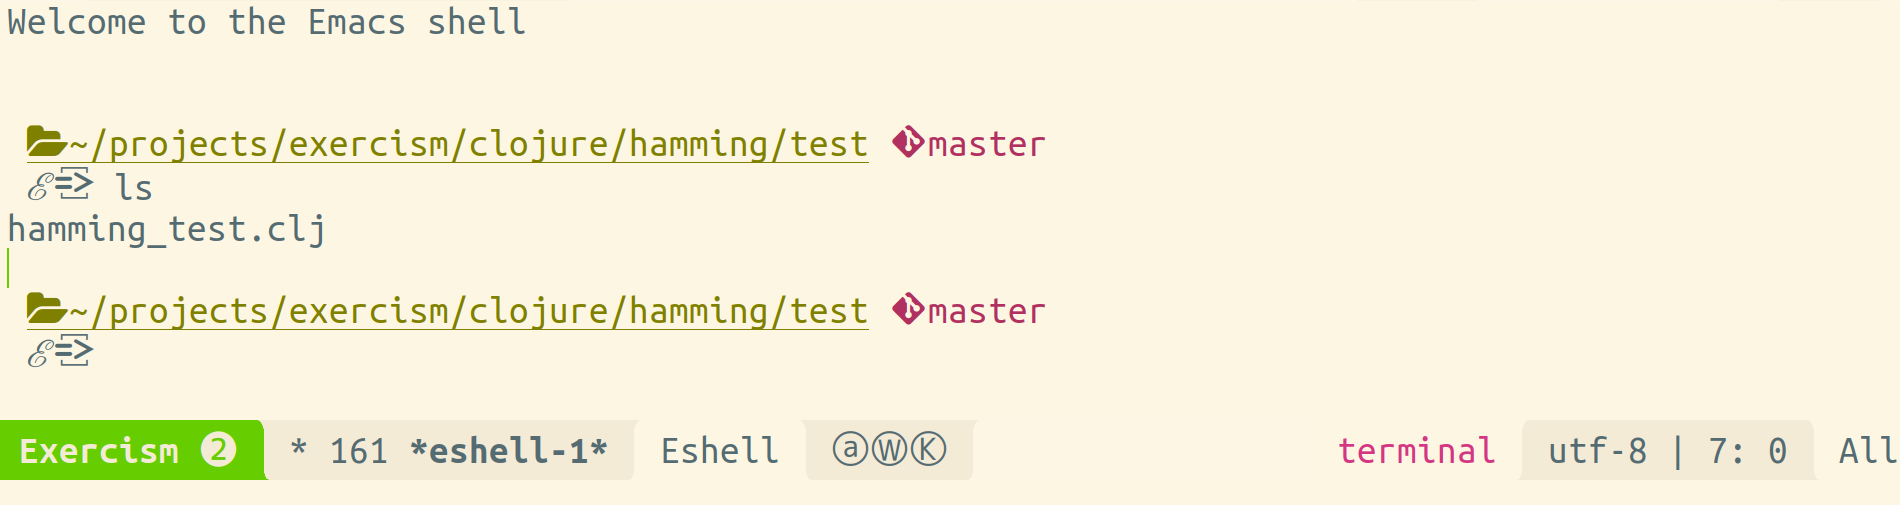 Welcome to the Emacs shell
~/projects/exercism/clojure/hamming/test master
ℰ=> ls
hamming_test.clj
~/projects/exercism/clojure/hamming/test master
ℰ=>
Exercism ❷ * 161 *eshell-1* Eshell ⓐⓌⓀ terminal utf-8 | 7: 0 All